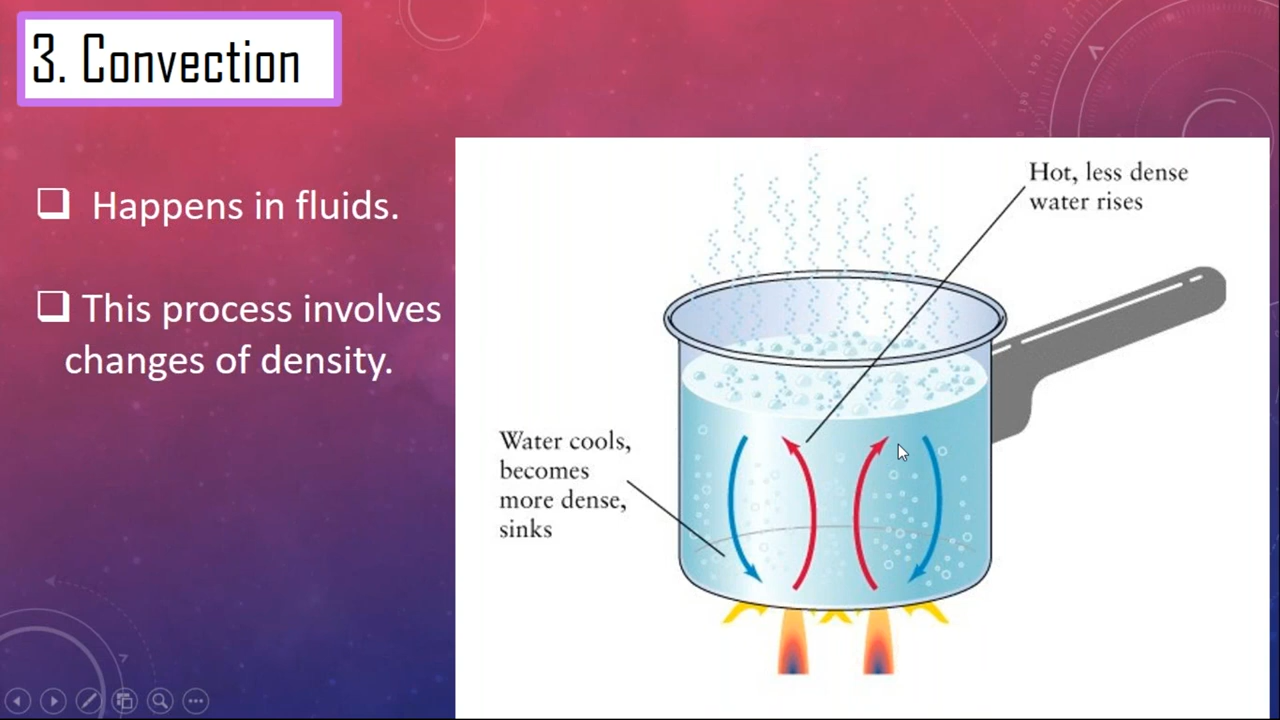 3. Convection
❑ Happens in fluids.
❑ This process involves
changes of density.
Hot, less dense
water rises
Water cools,
becomes
more dense,
sinks